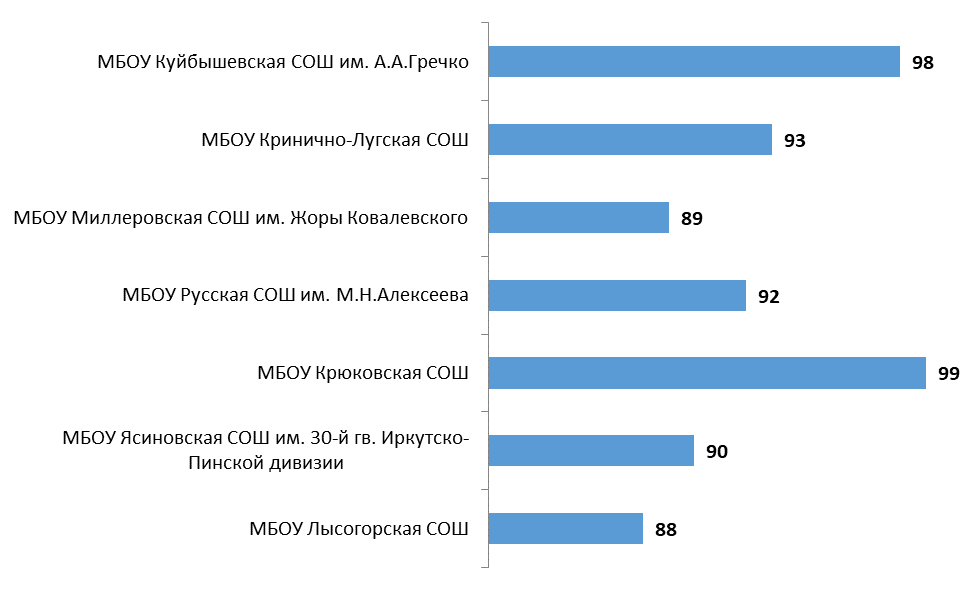 МБОУ Куйбышевская СОШ им. А.А.Гречко 98
МБОУ Кринично-Лугская СОШ 93
МБОУ Миллеровская СОШ им. Жоры Ковалевского 89
МБОУ Русская СОШ им. М.Н.Алексеева 92
МБОУ Крюковская СОШ 99
МБОУ Ясиновская СОШ им. 30-й гв. Иркутско-
Пинской дивизии 90
МБОУ Лысогорская СОШ 88